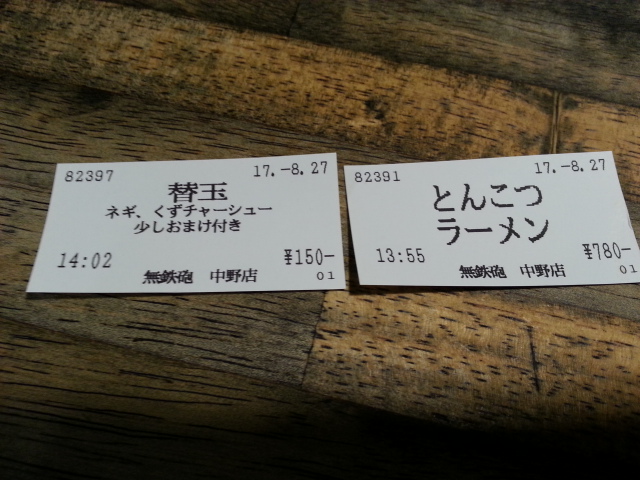 82397 17.-8.27
替玉
ネギ、くずチャーシュー
少しおまけ付き
14:02 ¥150-
無鉄砲 中野店 01
82391 17.-8.27
とんこつ
ラーメン
13:55 ¥780-
無鉄砲 中野店 01